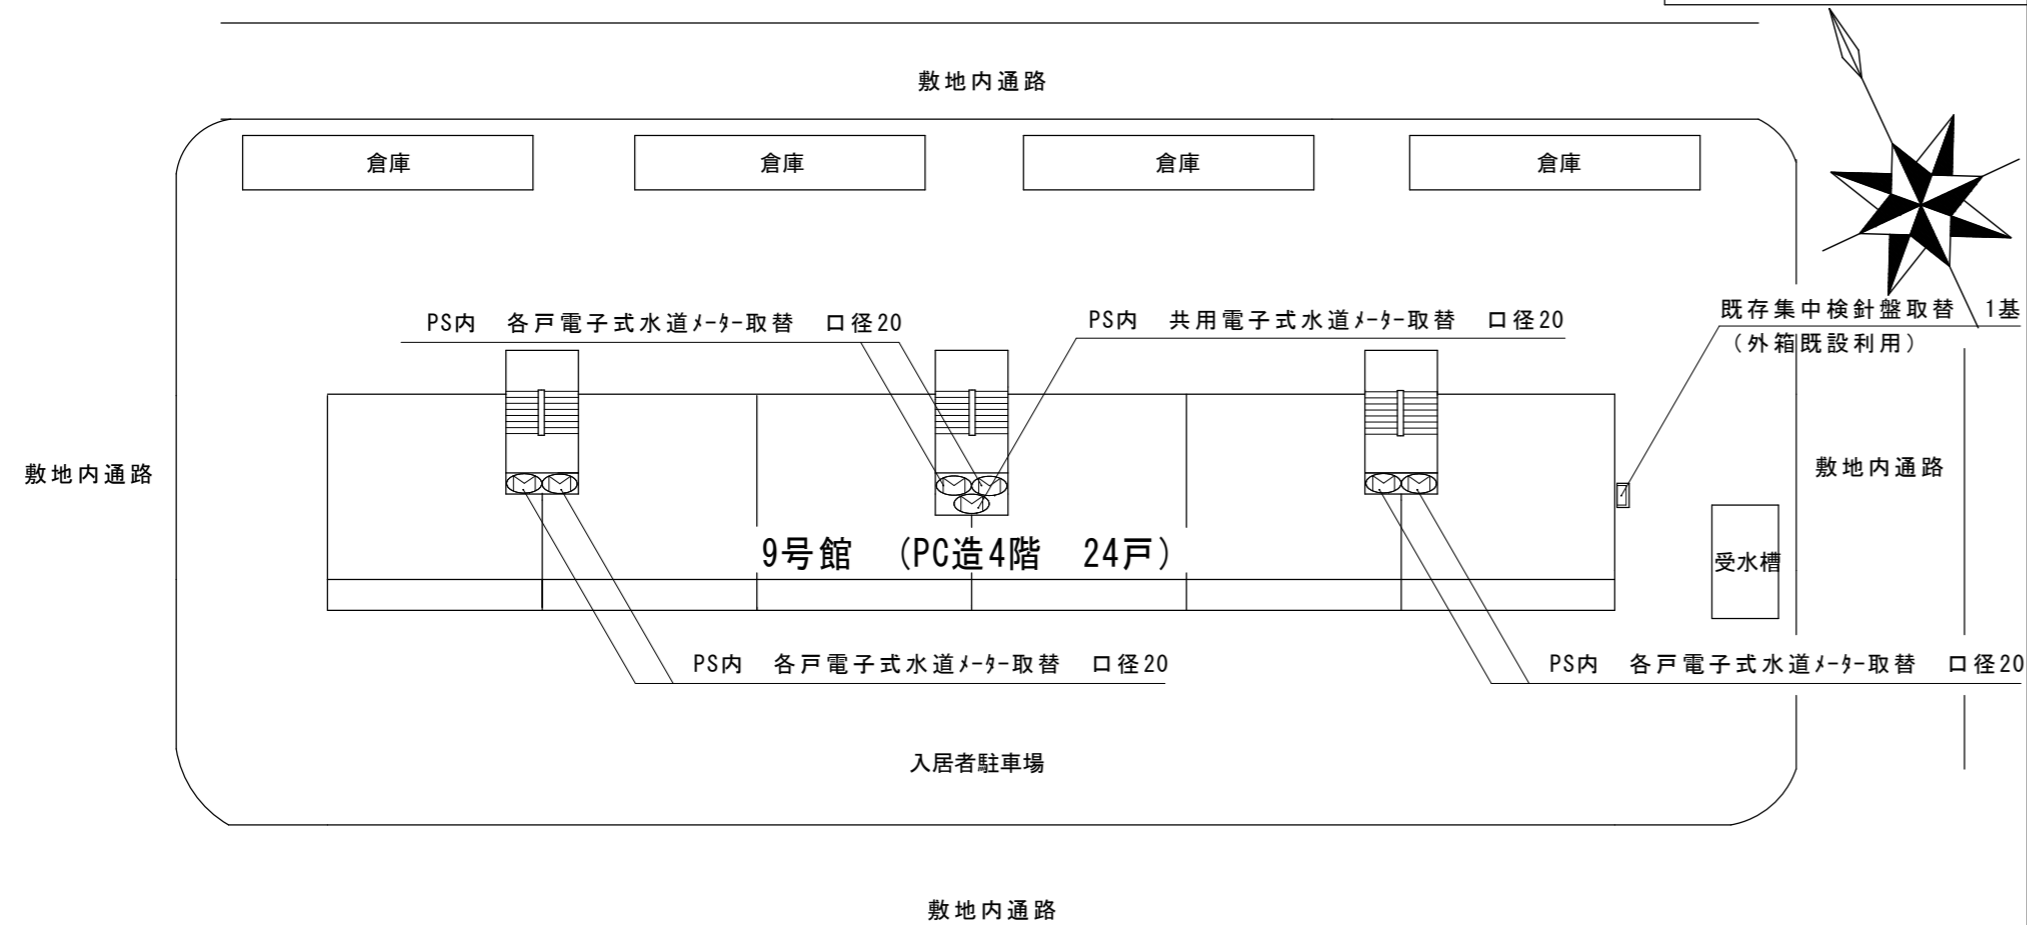 敷地内通路
倉庫
倉庫
倉庫
倉庫
PS内　各戸電子式水道ﾒｰﾀｰ取替　口径20
PS内　共用電子式水道ﾒｰﾀｰ取替　口径20
既存集中検針盤取替　1基
（外箱既設利用）
敷地内通路
敷地内通路
9号館　（PC造4階　24戸）
受水槽
PS内　各戸電子式水道ﾒｰﾀｰ取替　口径20
PS内　各戸電子式水道ﾒｰﾀｰ取替　口径20
入居者駐車場
敷地内通路